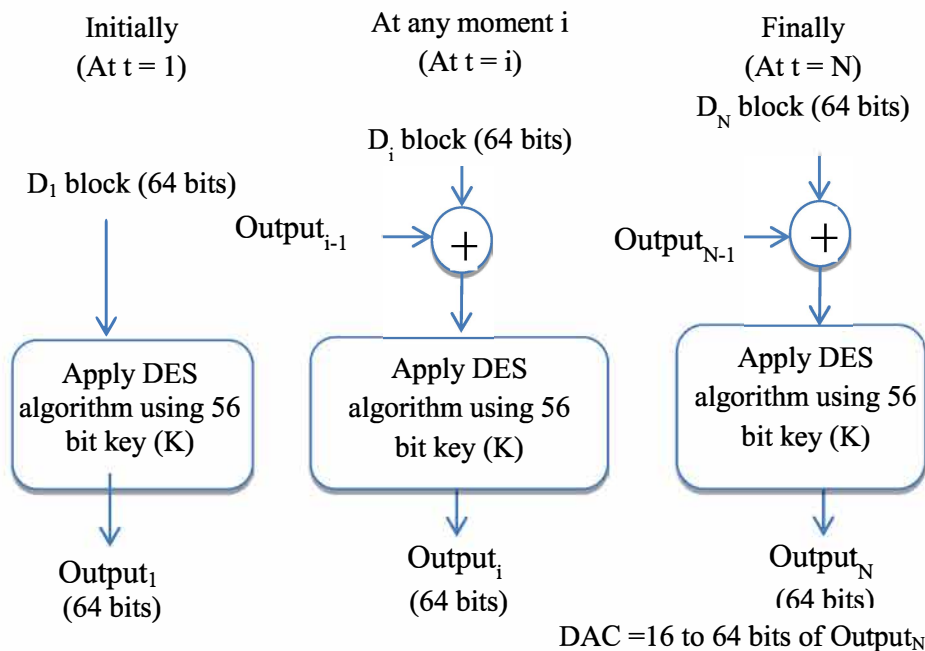 Initially
(At t = 1)
At any moment i
(At t = i)
Finally
(At t = N)
D_N block (64 bits)
D_i block (64 bits)
D₁ block (64 bits)
Output_i-1
+
Output_N-1
+
Apply DES
algorithm using 56
bit key (K)
Apply DES
algorithm using 56
bit key (K)
Apply DES
algorithm using 56
bit key (K)
Output₁
(64 bits)
Output_i
(64 bits)
Output_N
(64 bits)
DAC =16 to 64 bits of Output_N